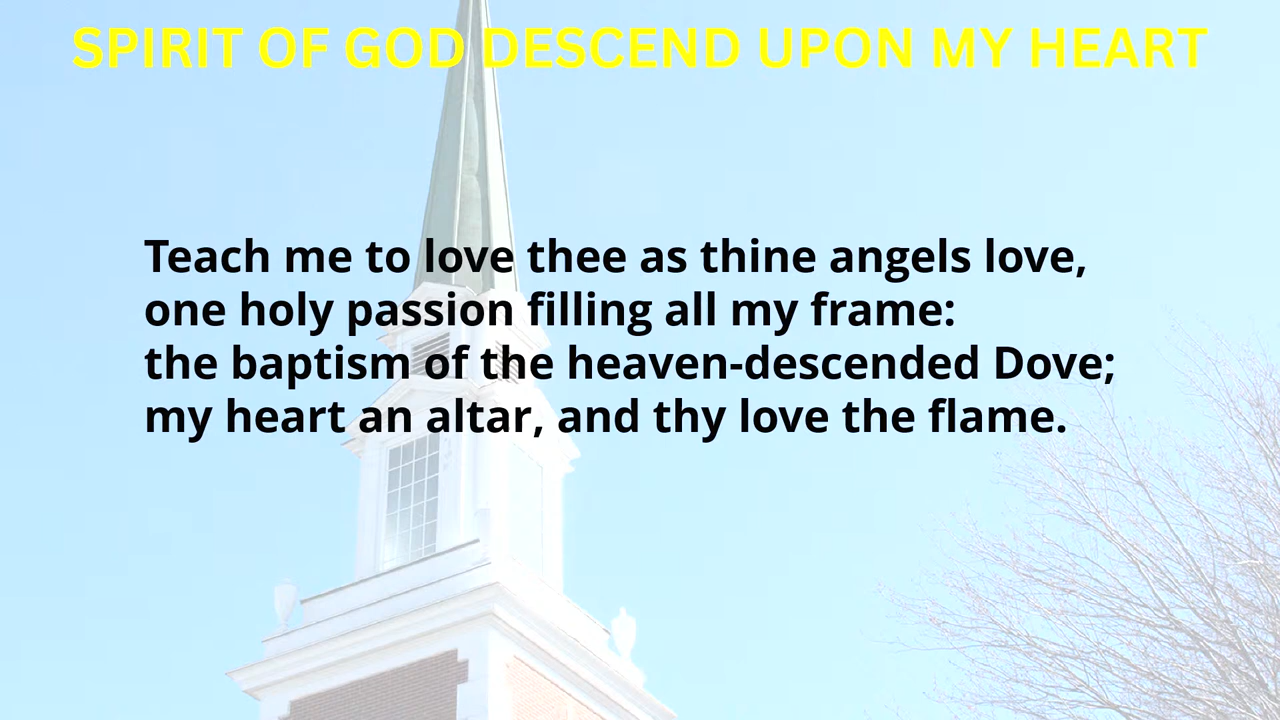 SPIRIT OF GOD DESCEND UPON MY HEART
Teach me to love thee as thine angels love,
one holy passion filling all my frame:
the baptism of the heaven-descended Dove;
my heart an altar, and thy love the flame.